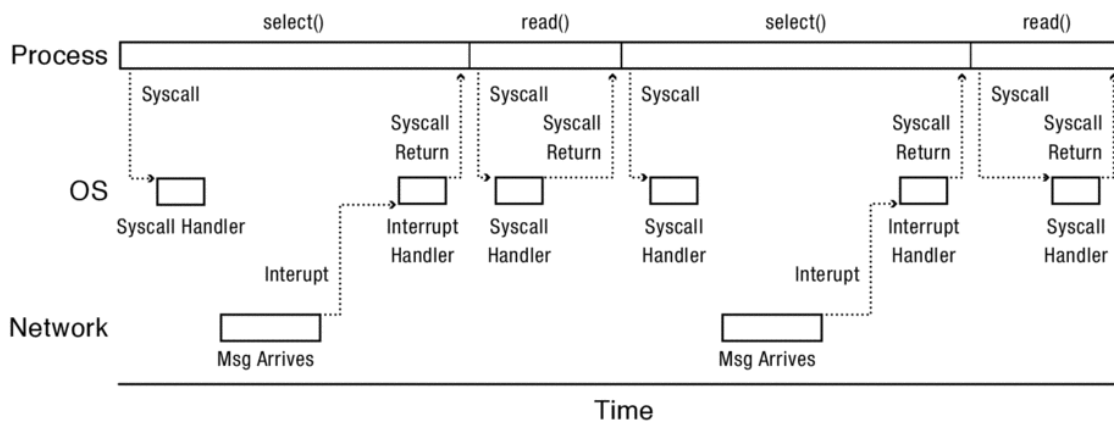 select()
read()
select()
read()
Process
Syscall
Syscall
Return
Syscall
Syscall
Return
Syscall
Syscall
Return
Syscall
Syscall
Return
OS
Syscall Handler
Interrupt
Handler
Syscall
Handler
Syscall
Handler
Interrupt
Handler
Syscall
Handler
Interupt
Interupt
Network
Msg Arrives
Msg Arrives
Time